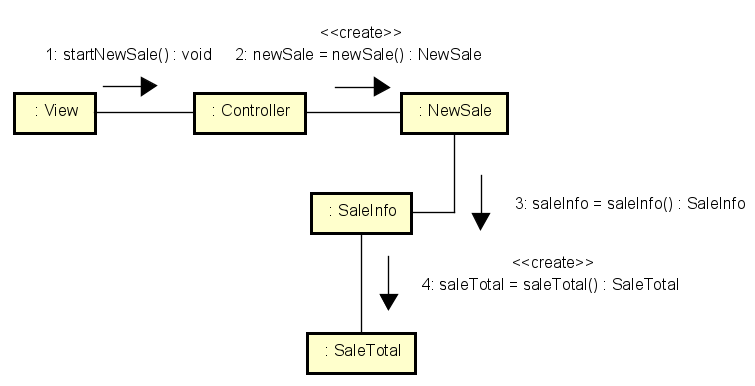 <<create>>
1: startNewSale() : void
2: newSale = newSale() : NewSale
: View
: Controller
: NewSale
: SaleInfo
3: saleInfo = saleInfo() : SaleInfo
<<create>>
4: saleTotal = saleTotal() : SaleTotal
: SaleTotal